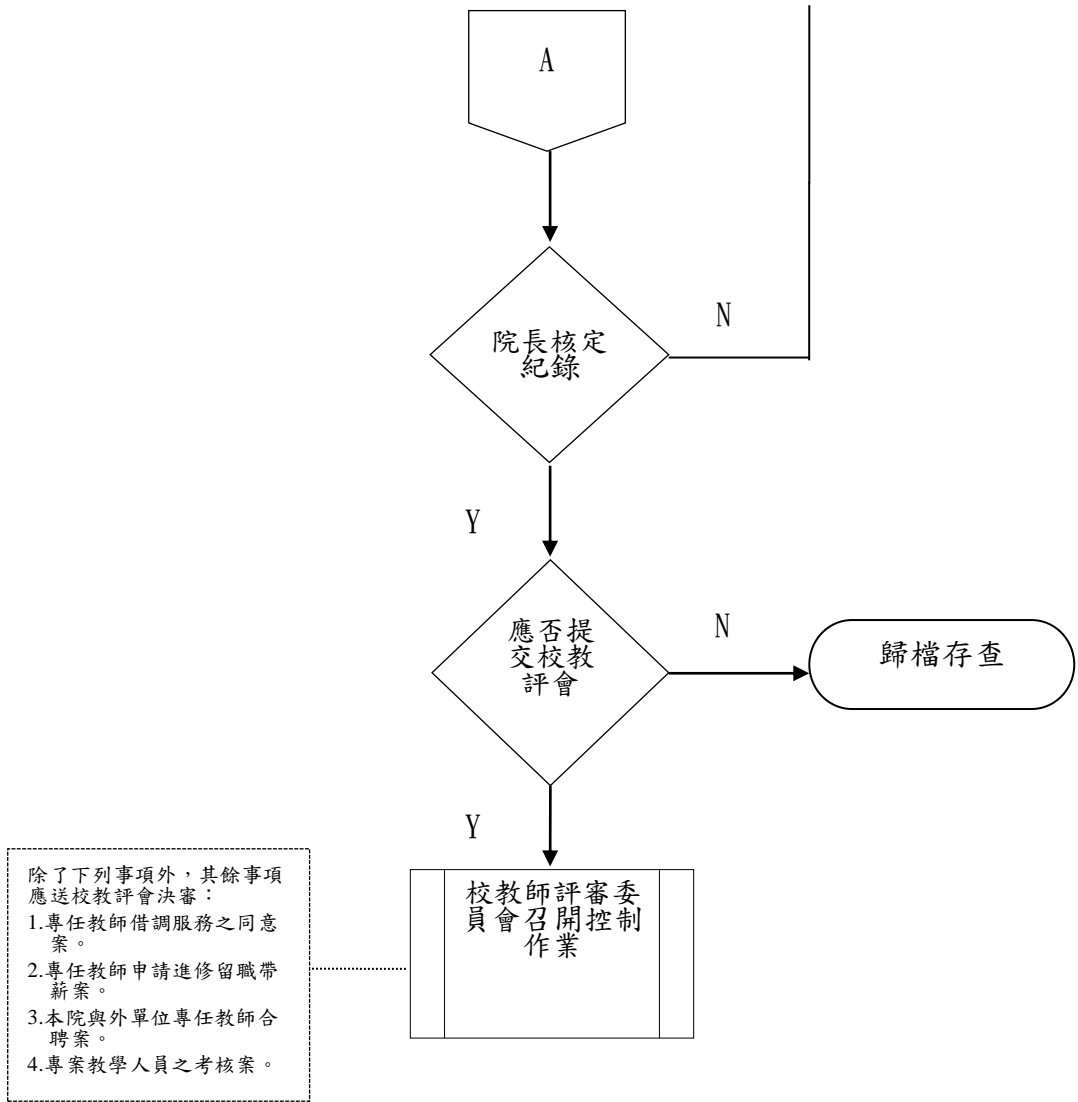 A
院長核定
紀錄
N
Y
應否提
交校教
評會
N
歸檔存查
Y
校教師評審委
員會召開控制
作業
除了下列事項外，其餘事項
應送校教評會決審：
1.專任教師借調服務之同意
案。
2.專任教師申請進修留職帶
薪案。
3.本院與外單位專任教師合
聘案。
4.專案教學人員之考核案。